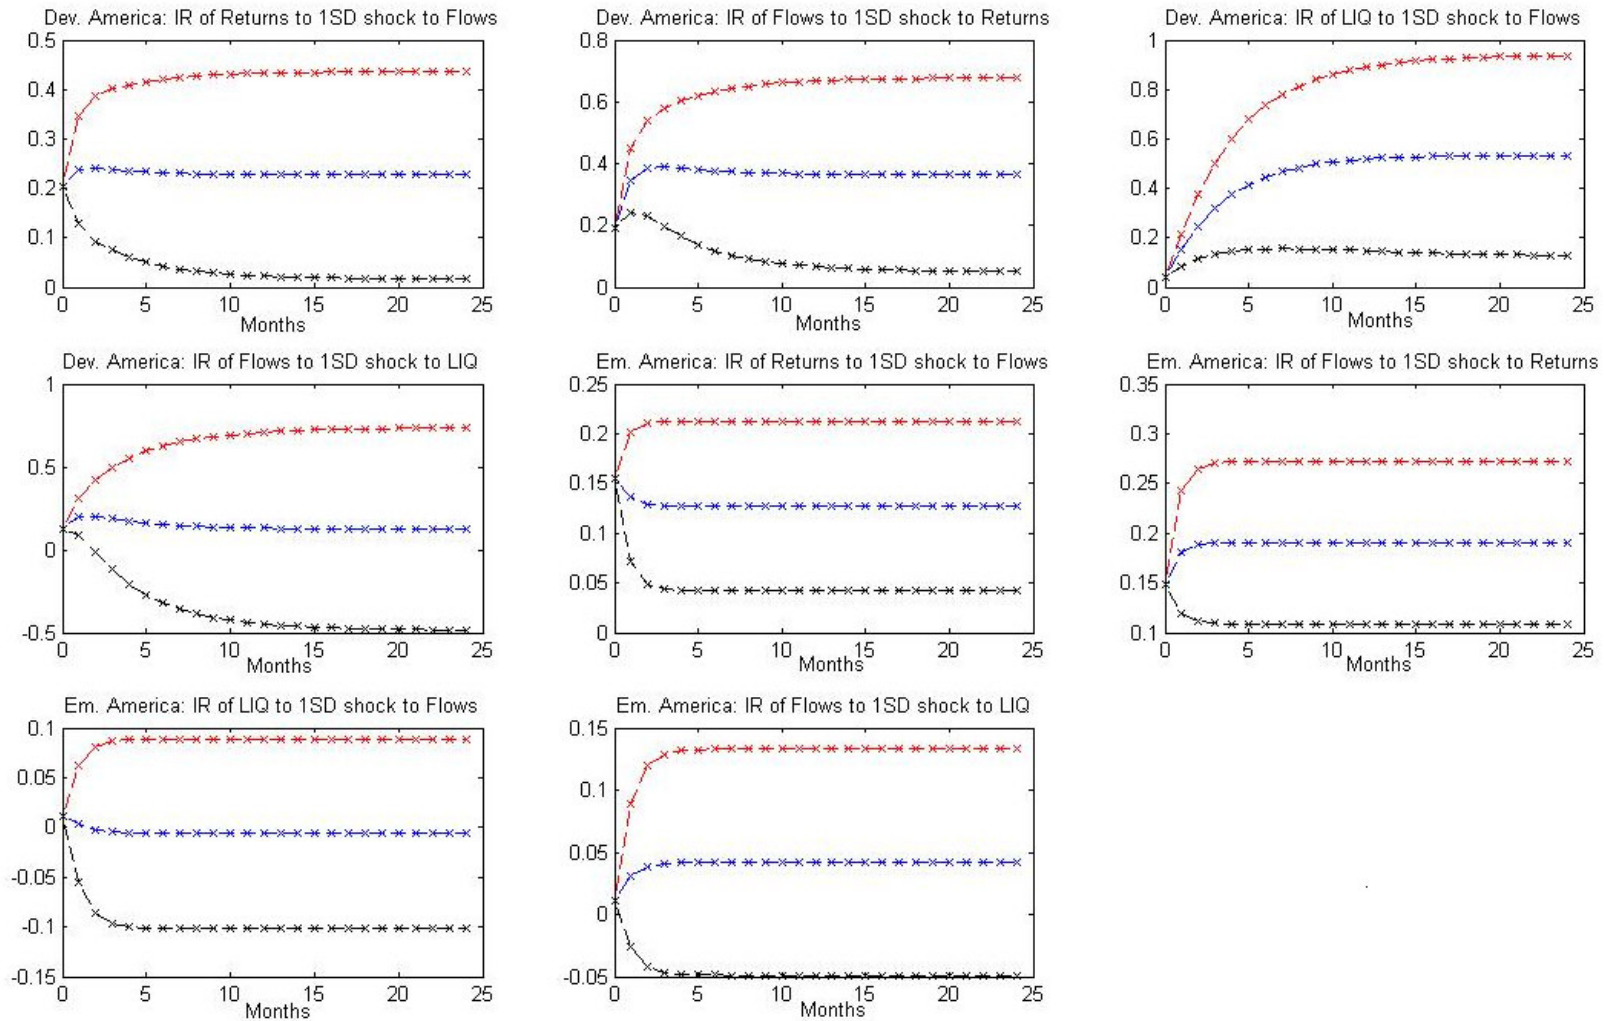 Dev. America: IR of Returns to 1SD shock to Flows
0.5
0.4
0.3
0.2
0.1
0
0 5 10 15 20 25
Months
Dev. America: IR of Flows to 1SD shock to Returns
0.8
0.6
0.4
0.2
0
0 5 10 15 20 25
Months
Dev. America: IR of LIQ to 1SD shock to Flows
1
0.8
0.6
0.4
0.2
0
0 5 10 15 20 25
Months
Dev. America: IR of Flows to 1SD shock to LIQ
1
0.5
0
-0.5
0 5 10 15 20 25
Months
Em. America: IR of Returns to 1SD shock to Flows
0.25
0.2
0.15
0.1
0.05
0
0 5 10 15 20 25
Months
Em. America: IR of Flows to 1SD shock to Returns
0.35
0.3
0.25
0.2
0.15
0.1
0 5 10 15 20 25
Months
Em. America: IR of LIQ to 1SD shock to Flows
0.1
0.05
0
-0.05
-0.1
-0.15
0 5 10 15 20 25
Months
Em. America: IR of Flows to 1SD shock to LIQ
0.15
0.1
0.05
0
-0.05
0 5 10 15 20 25
Months